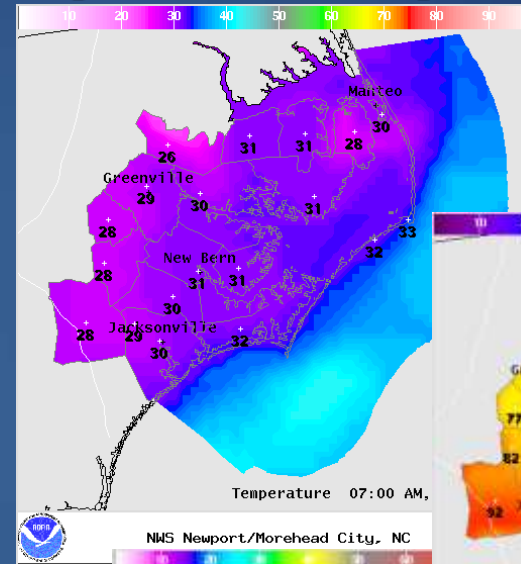 10 20 30 40 50 60 70 80 90
Manteo
30
31 31 28
26
Greenville
29 30 31
28 33
32
New Bern
28 31 31
30
Jacksonville
28 29 30 32
Temperature 07:00 AM,
NOAA
NWS Newport/Morehead City, NC
10
G
77
82
92